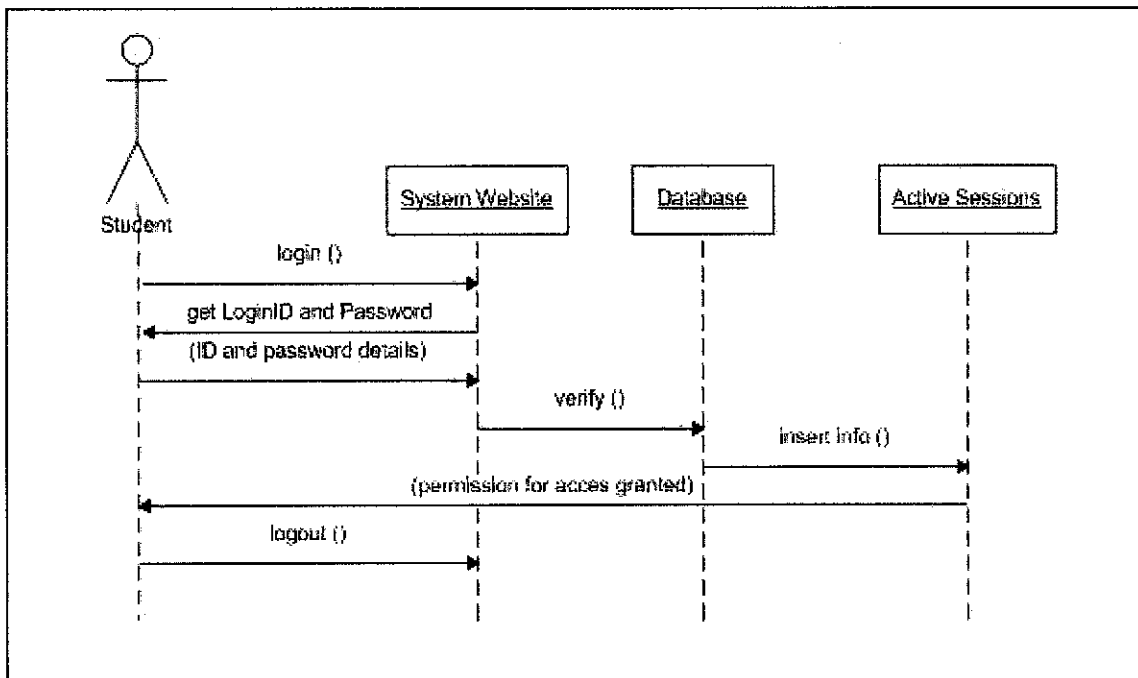 Student
System Website
Database
Active Sessions
login ()
get LoginID and Password
(ID and password details)
verify ()
insert info ()
(permission for acces granted)
logout ()